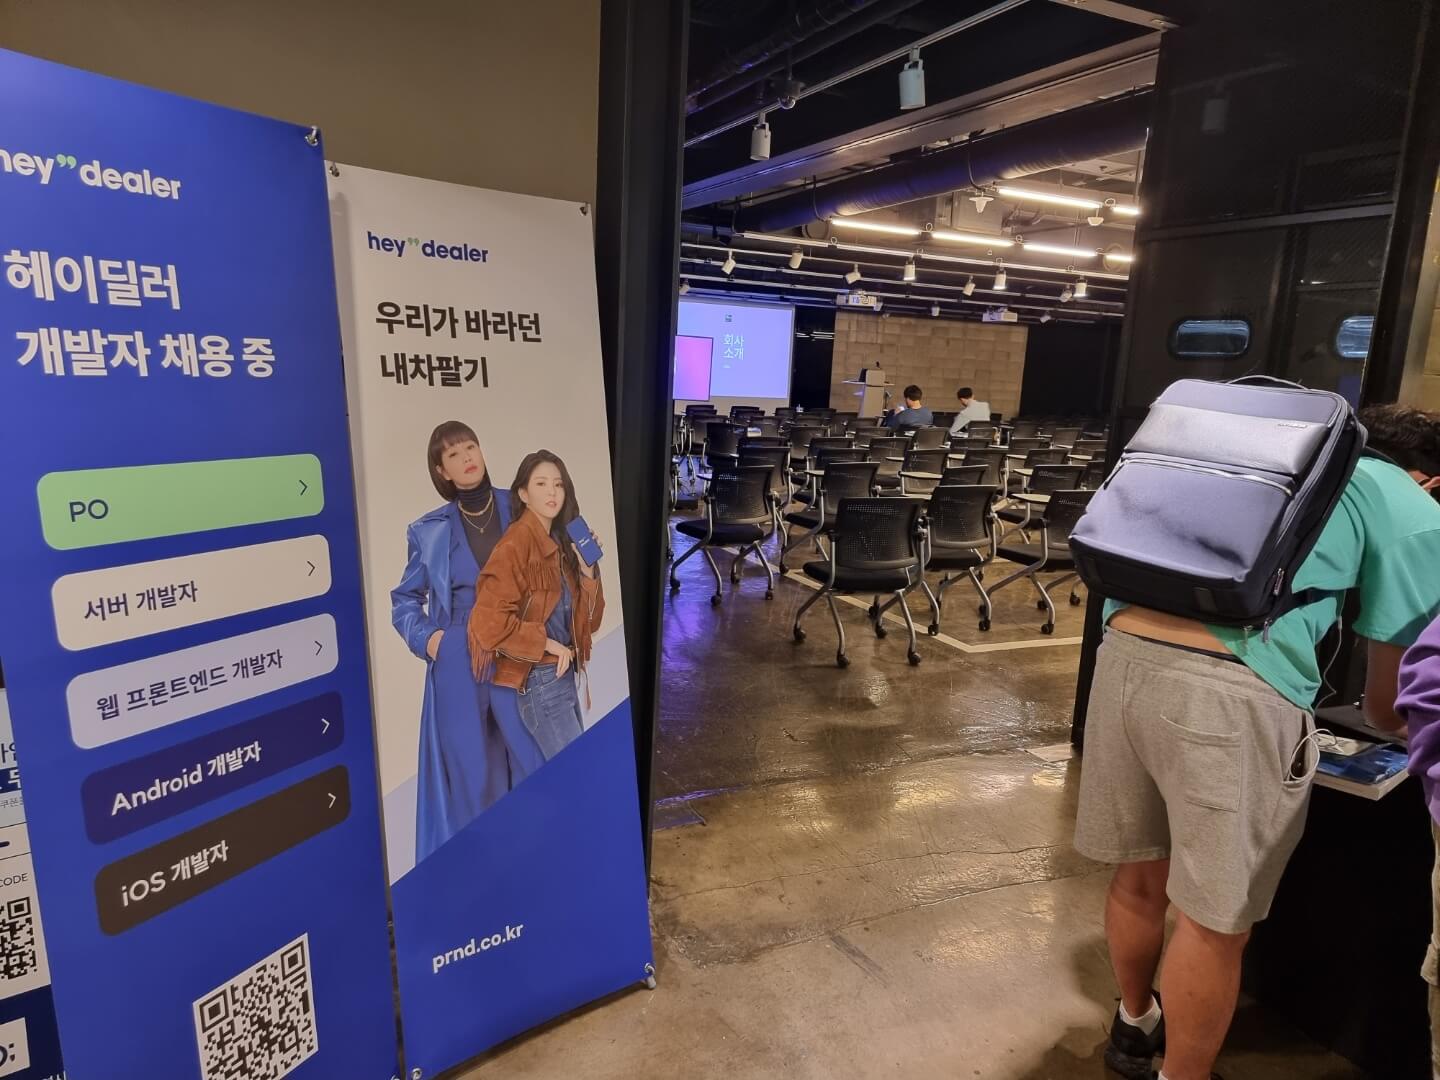 hey dealer
헤이딜러
개발자 채용 중
PO
서버 개발자
웹 프론트엔드 개발자
Android 개발자
iOS 개발자
hey dealer
우리가 바라던
내차팔기
prnd.co.kr
회사
소개
CODE